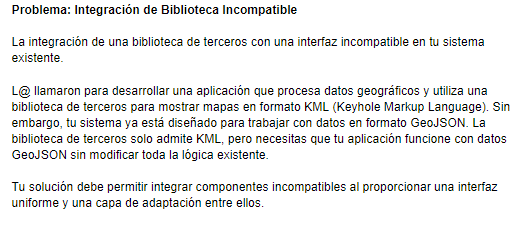 Problema: Integración de Biblioteca Incompatible
La integración de una biblioteca de terceros con una interfaz incompatible en tu sistema
existente.
L@ llamaron para desarrollar una aplicación que procesa datos geográficos y utiliza una
biblioteca de terceros para mostrar mapas en formato KML (Keyhole Markup Language). Sin
embargo, tu sistema ya está diseñado para trabajar con datos en formato GeoJSON. La
biblioteca de terceros solo admite KML, pero necesitas que tu aplicación funcione con datos
GeoJSON sin modificar toda la lógica existente.
Tu solución debe permitir integrar componentes incompatibles al proporcionar una interfaz
uniforme y una capa de adaptación entre ellos.